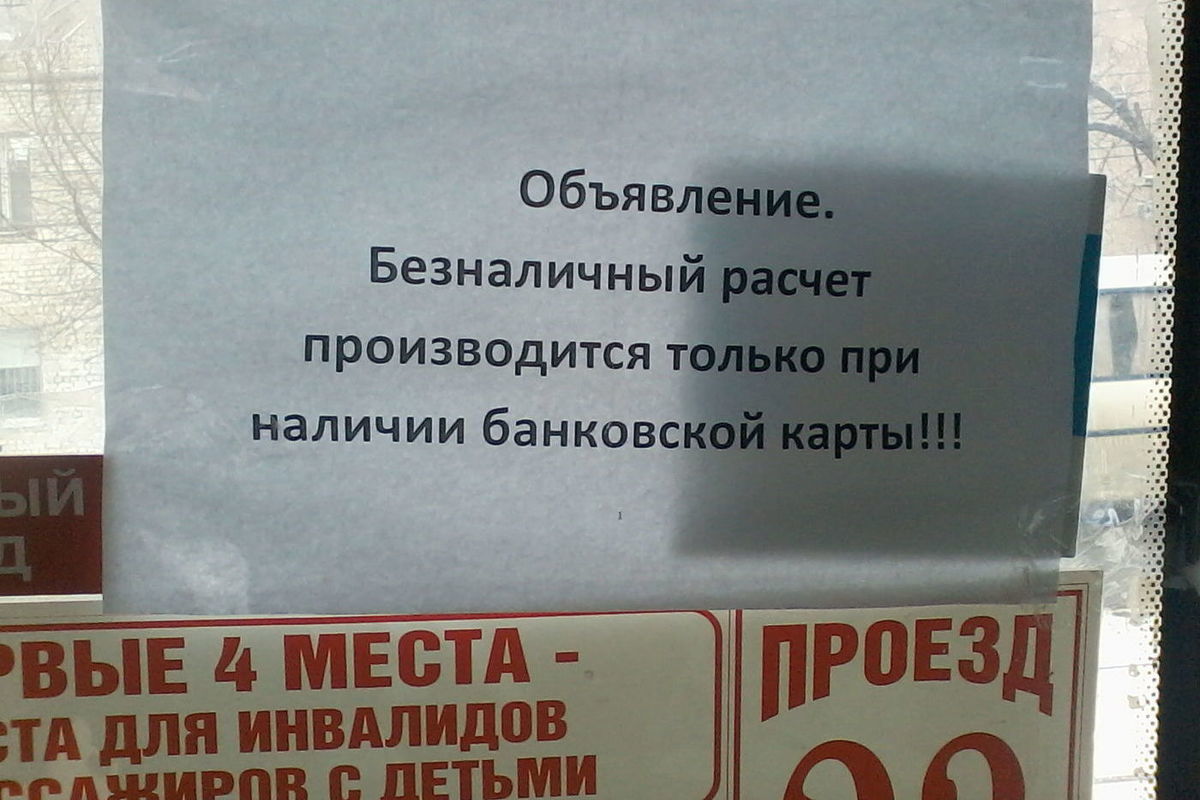 Объявление.
Безналичный расчет
производится только при
наличии банковской карты!!!
ЫЙ
Д
РВЫЕ 4 МЕСТА -
СТА ДЛЯ ИНВАЛИДОВ
ССАЖИРОВ С ДЕТЬМИ
ПРОЕЗД